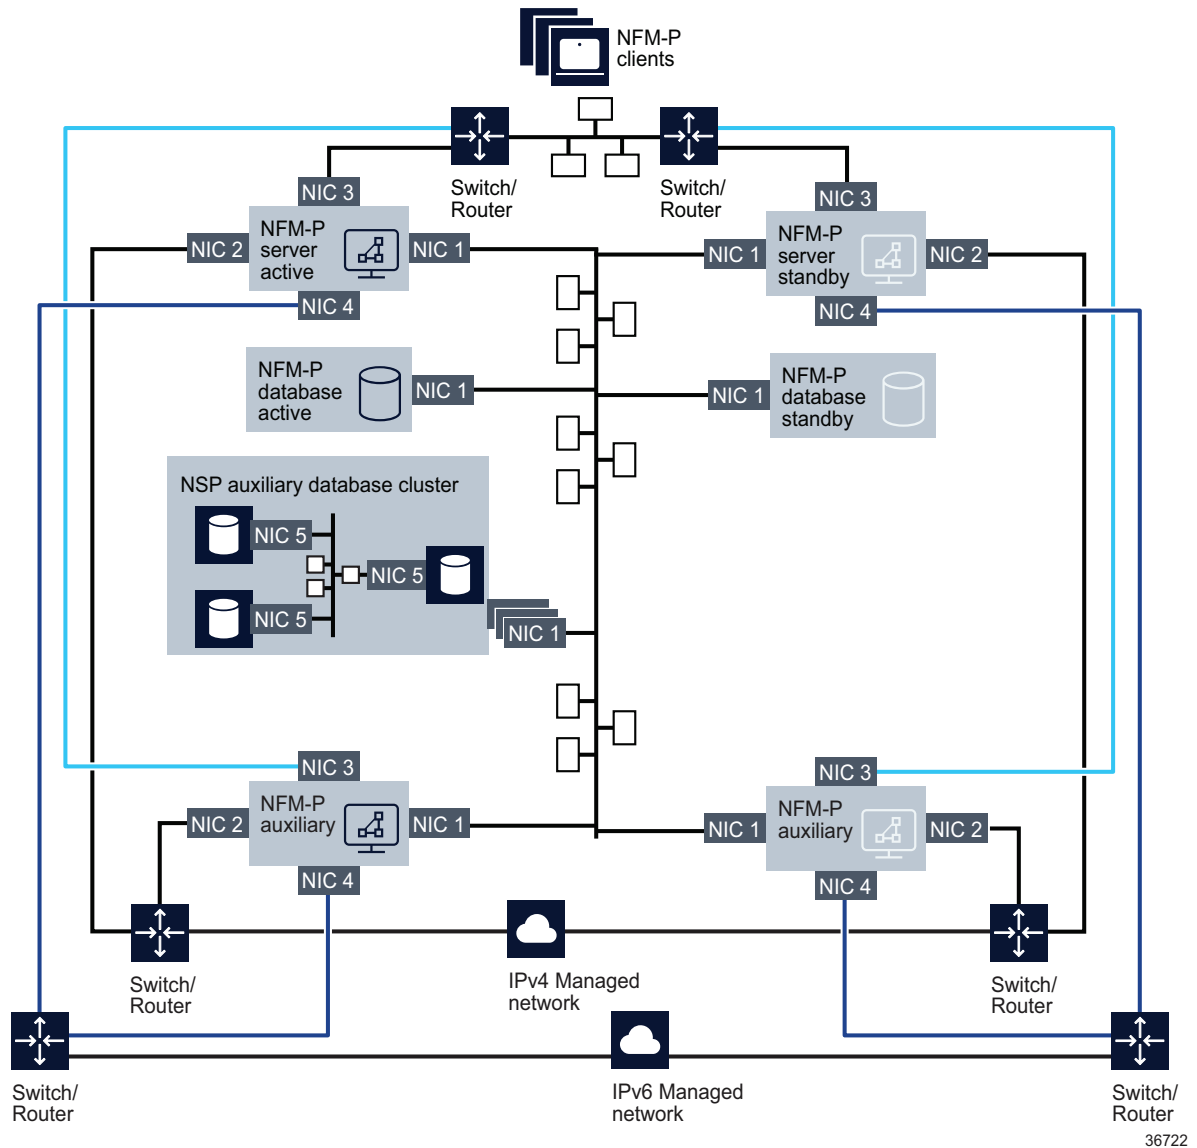 NFM-P
clients
Switch/
Router
Switch/
Router
NIC 3
NFM-P
server
active
NIC 2
NIC 1
NIC 4
NIC 3
NFM-P
server
standby
NIC 1
NIC 2
NIC 4
NFM-P
database
active
NIC 1
NIC 1
NFM-P
database
standby
NSP auxiliary database cluster
NIC 5
NIC 5
NIC 5
NIC 1
NIC 3
NFM-P
auxiliary
NIC 2
NIC 1
NIC 4
NIC 3
NFM-P
auxiliary
NIC 1
NIC 2
NIC 4
Switch/
Router
IPv4 Managed
network
Switch/
Router
Switch/
Router
IPv6 Managed
network
Switch/
Router
36722